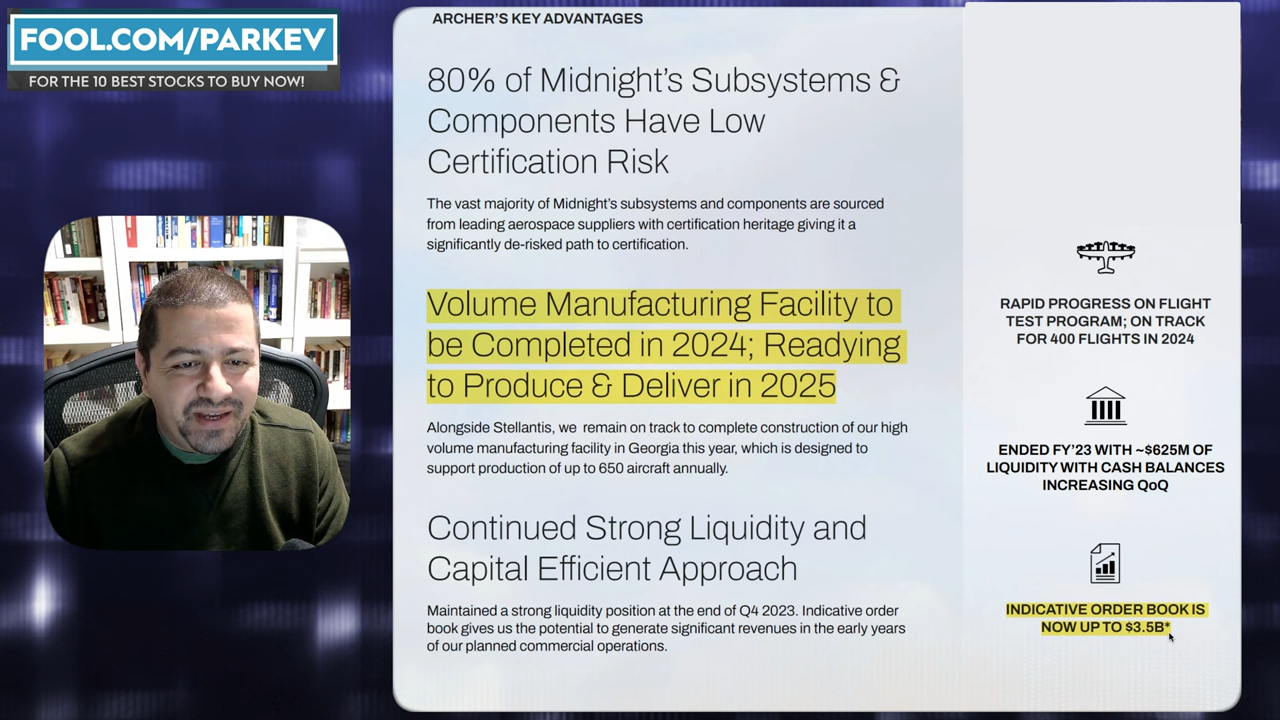 FOOL.COM/PARKEV
FOR THE 10 BEST STOCKS TO BUY NOW!
ARCHER'S KEY ADVANTAGES
80% of Midnight's Subsystems &
Components Have Low
Certification Risk
The vast majority of Midnight's subsystems and components are sourced
from leading aerospace suppliers with certification heritage giving it a
significantly de-risked path to certification.
Volume Manufacturing Facility to
be Completed in 2024; Readying
to Produce & Deliver in 2025
Alongside Stellantis, we remain on track to complete construction of our high
volume manufacturing facility in Georgia this year, which is designed to
support production of up to 650 aircraft annually.
Continued Strong Liquidity and
Capital Efficient Approach
Maintained a strong liquidity position at the end of Q4 2023. Indicative order
book gives us the potential to generate significant revenues in the early years
of our planned commercial operations.
RAPID PROGRESS ON FLIGHT
TEST PROGRAM; ON TRACK
FOR 400 FLIGHTS IN 2024
ENDED FY'23 WITH ~$625M OF
LIQUIDITY WITH CASH BALANCES
INCREASING QoQ
INDICATIVE ORDER BOOK IS
NOW UP TO $3.5B*